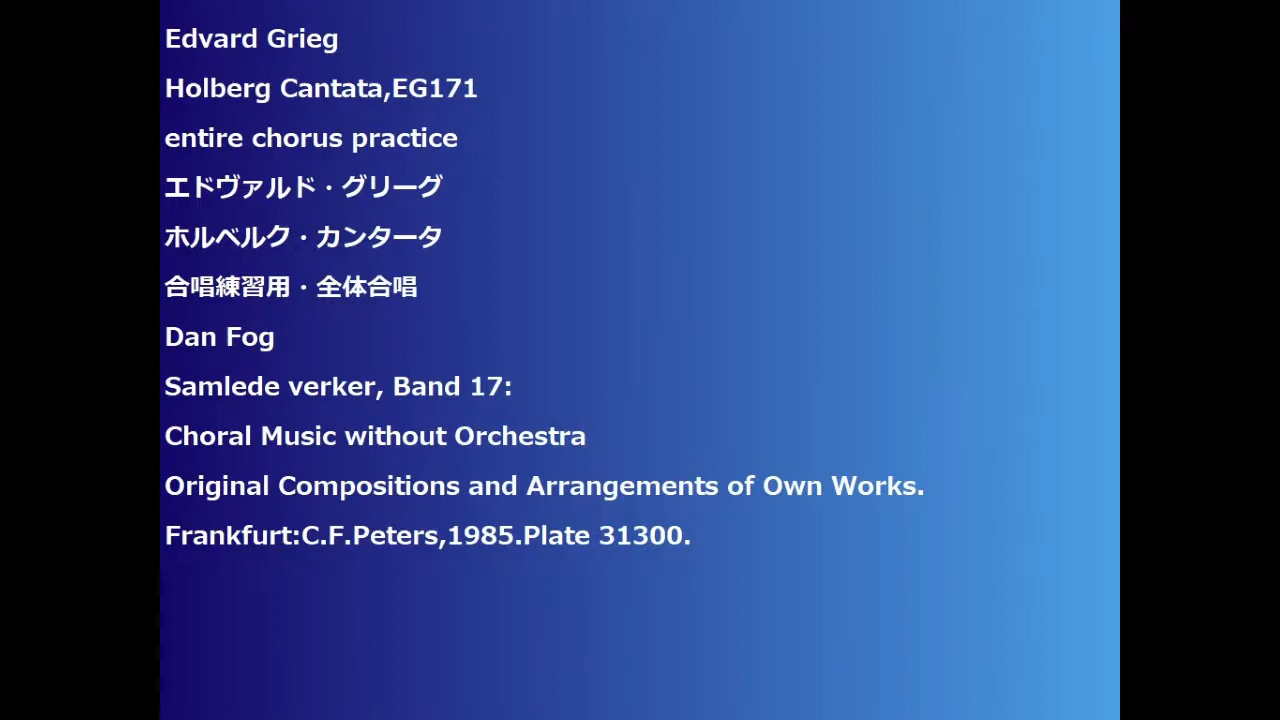 Edvard Grieg
Holberg Cantata,EG171
entire chorus practice
エドヴァルド・グリーグ
ホルベルク・カンタータ
合唱練習用・全体合唱
Dan Fog
Samlede verker, Band 17:
Choral Music without Orchestra
Original Compositions and Arrangements of Own Works.
Frankfurt:C.F.Peters,1985.Plate 31300.